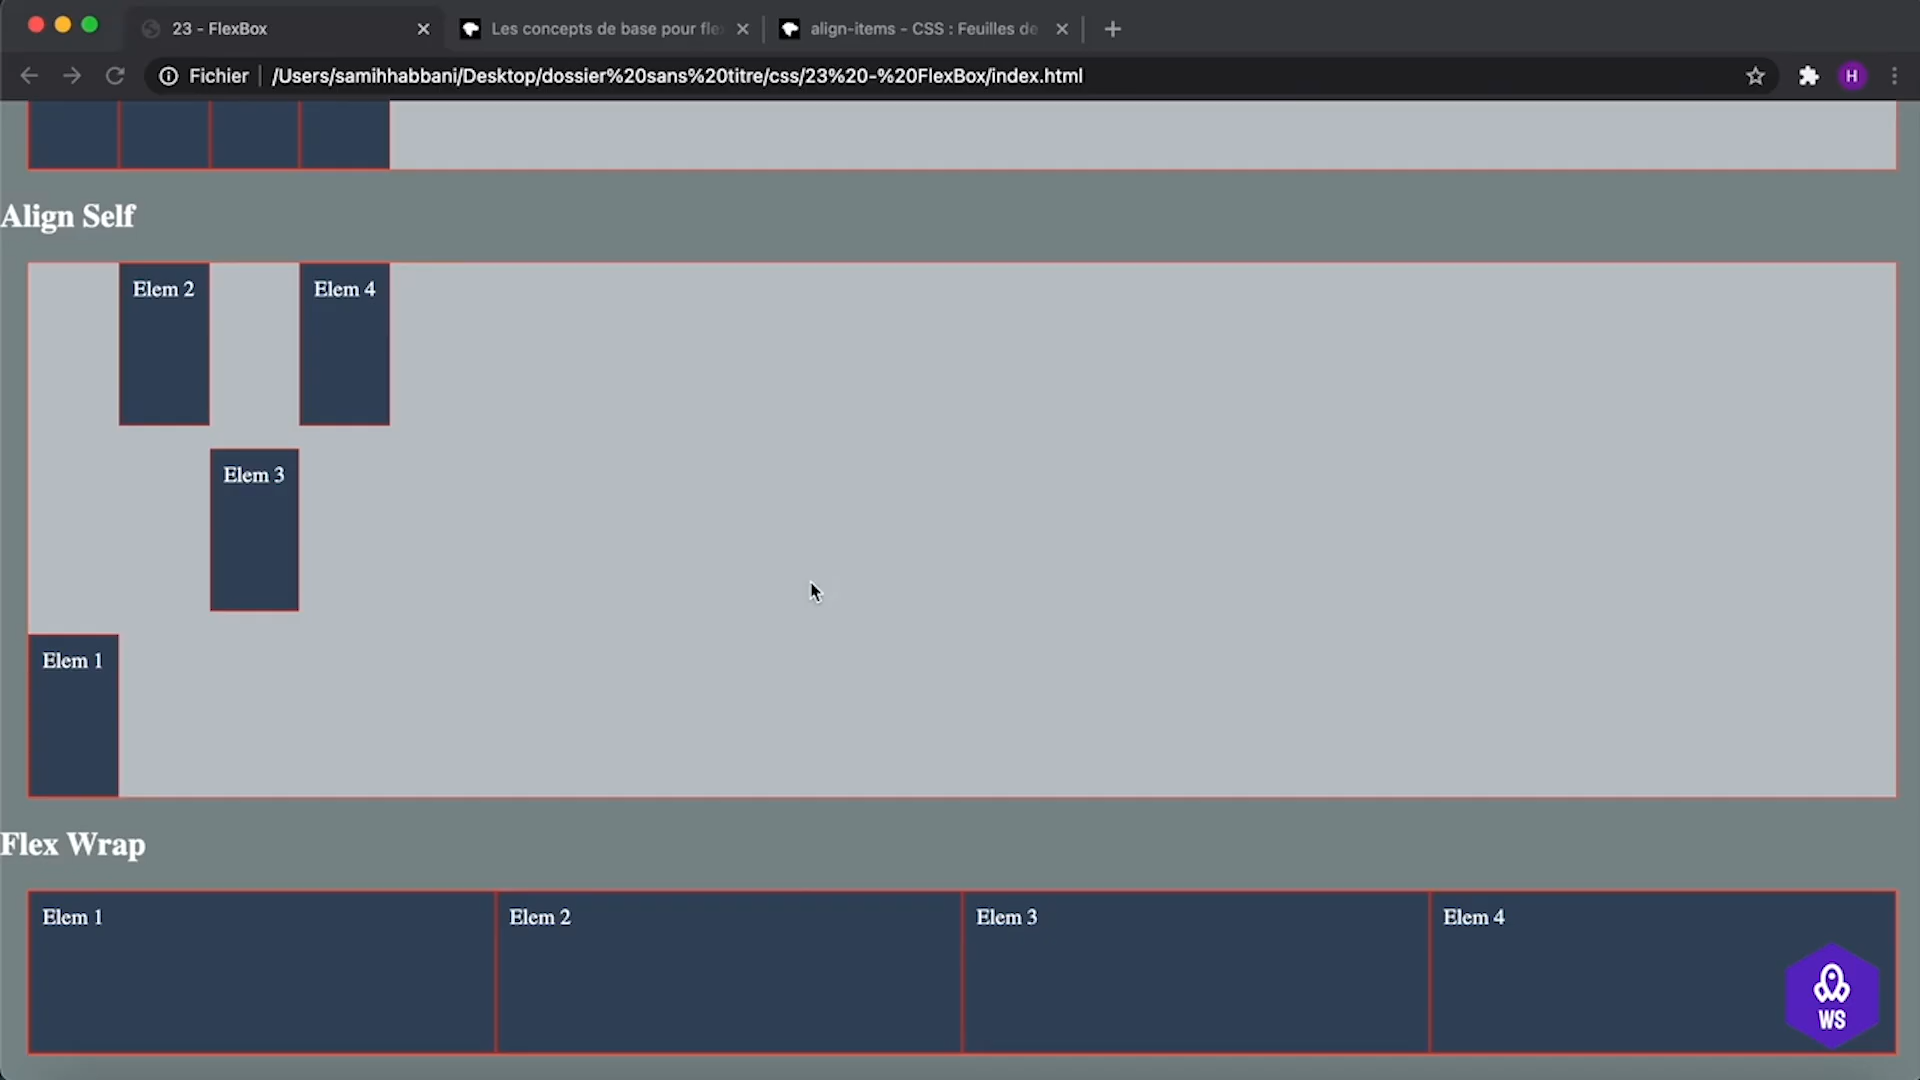 23 - FlexBox
Les concepts de base pour fle
align-items - CSS : Feuilles de
Fichier
/Users/samihhabbani/Desktop/dossier%20sans%20titre/css/23%20-%20FlexBox/index.html
H
Align Self
Elem 2
Elem 4
Elem 3
Elem 1
Flex Wrap
Elem 1
Elem 2
Elem 3
Elem 4
WS